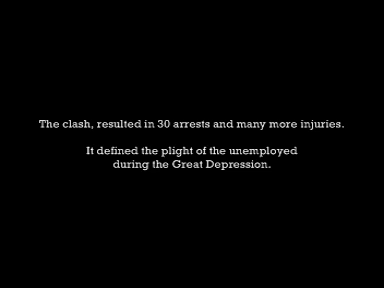 The clash, resulted in 30 arrests and many more injuries.
It defined the plight of the unemployed
during the Great Depression.